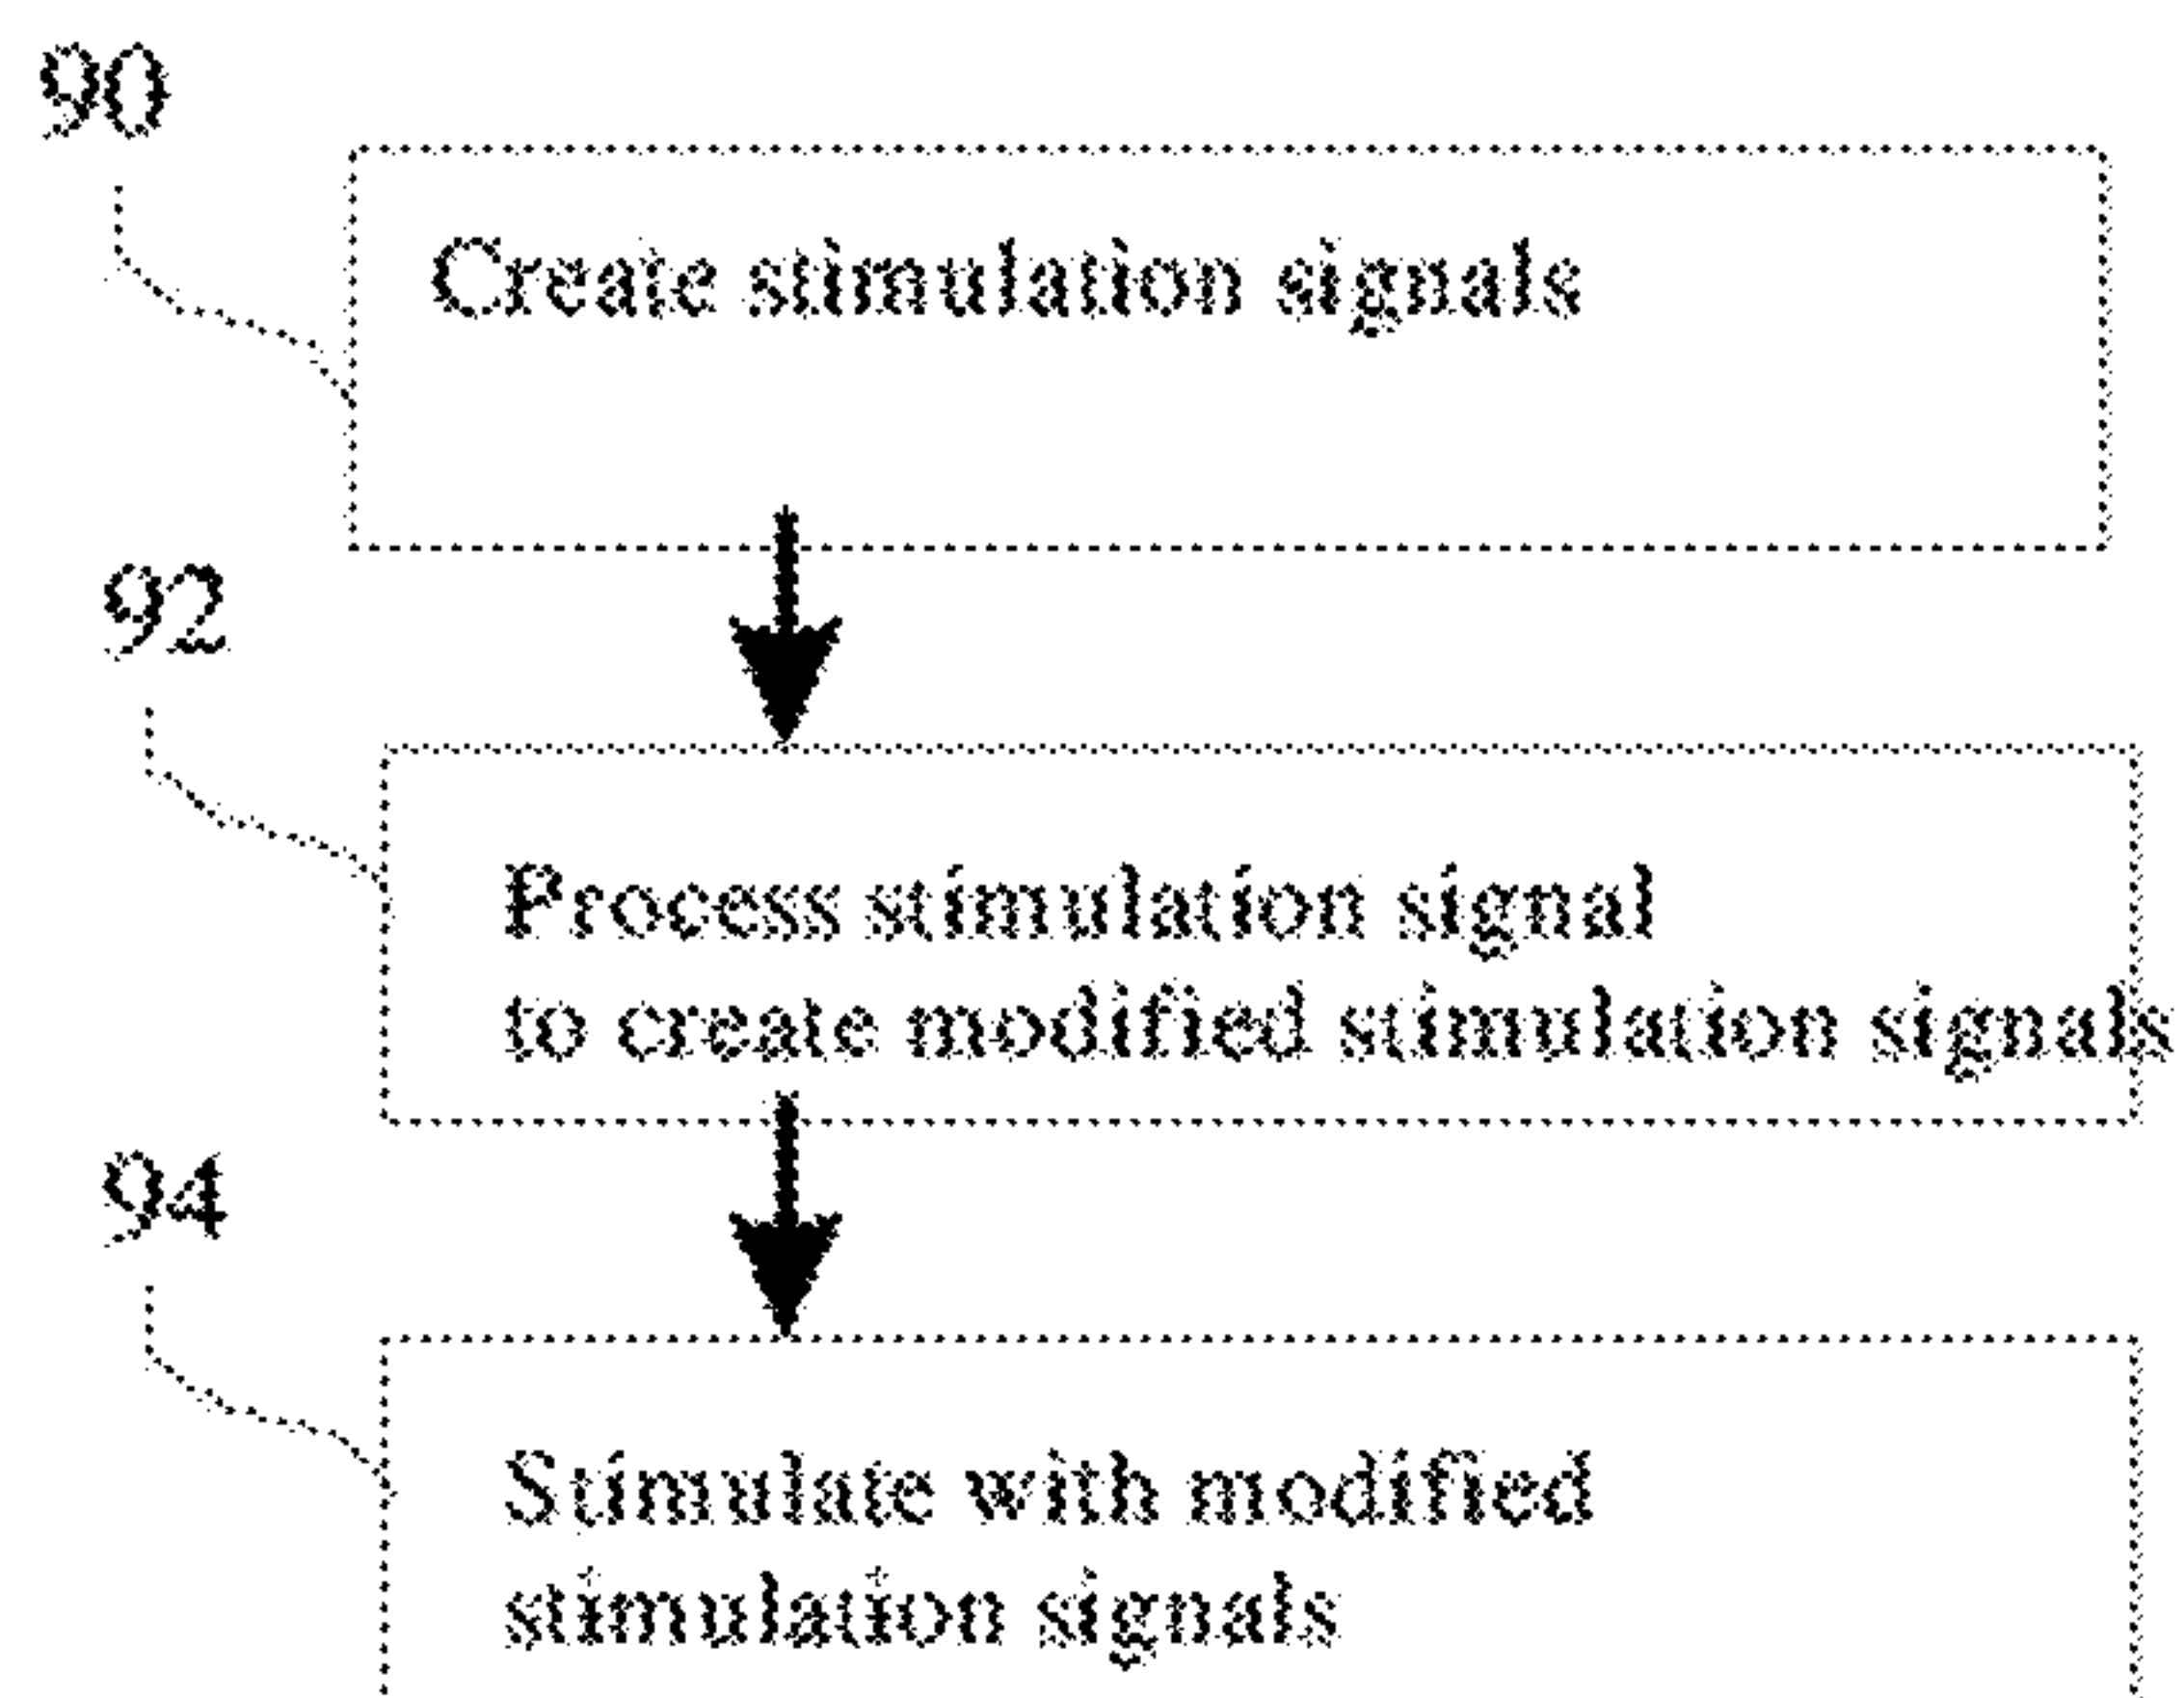 90
Create stimulation signals
92
Process stimulation signal
to create modified stimulation signals
94
Stimulate with modified
stimulation signals